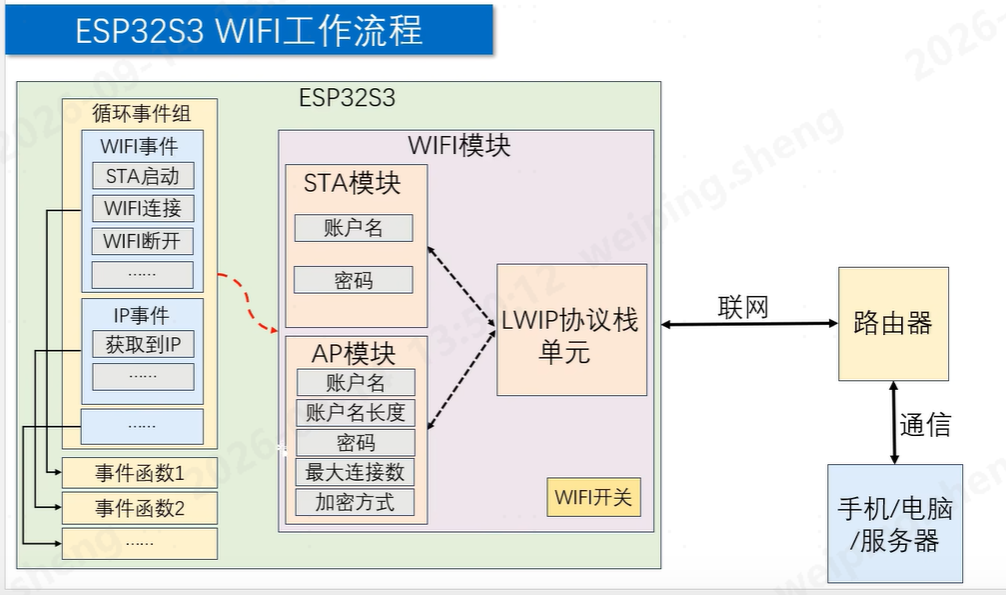 ESP32S3 WIFI工作流程
ESP32S3
循环事件组
WIFI事件
STA启动
WIFI连接
WIFI断开
……
IP事件
获取到IP
……
……
事件函数1
事件函数2
……
WIFI模块
STA模块
账户名
密码
AP模块
账户名
账户名长度
密码
最大连接数
加密方式
LWIP协议栈
单元
WIFI开关
联网
路由器
通信
手机/电脑
/服务器